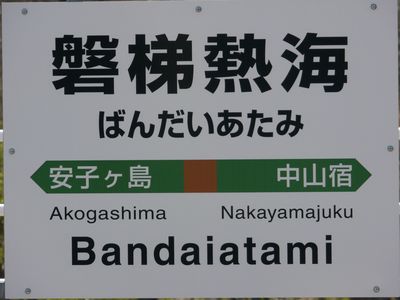 磐梯熱海
ばんだいあたみ
安子ヶ島 中山宿
Akogashima Nakayamajuku
Bandaiatami